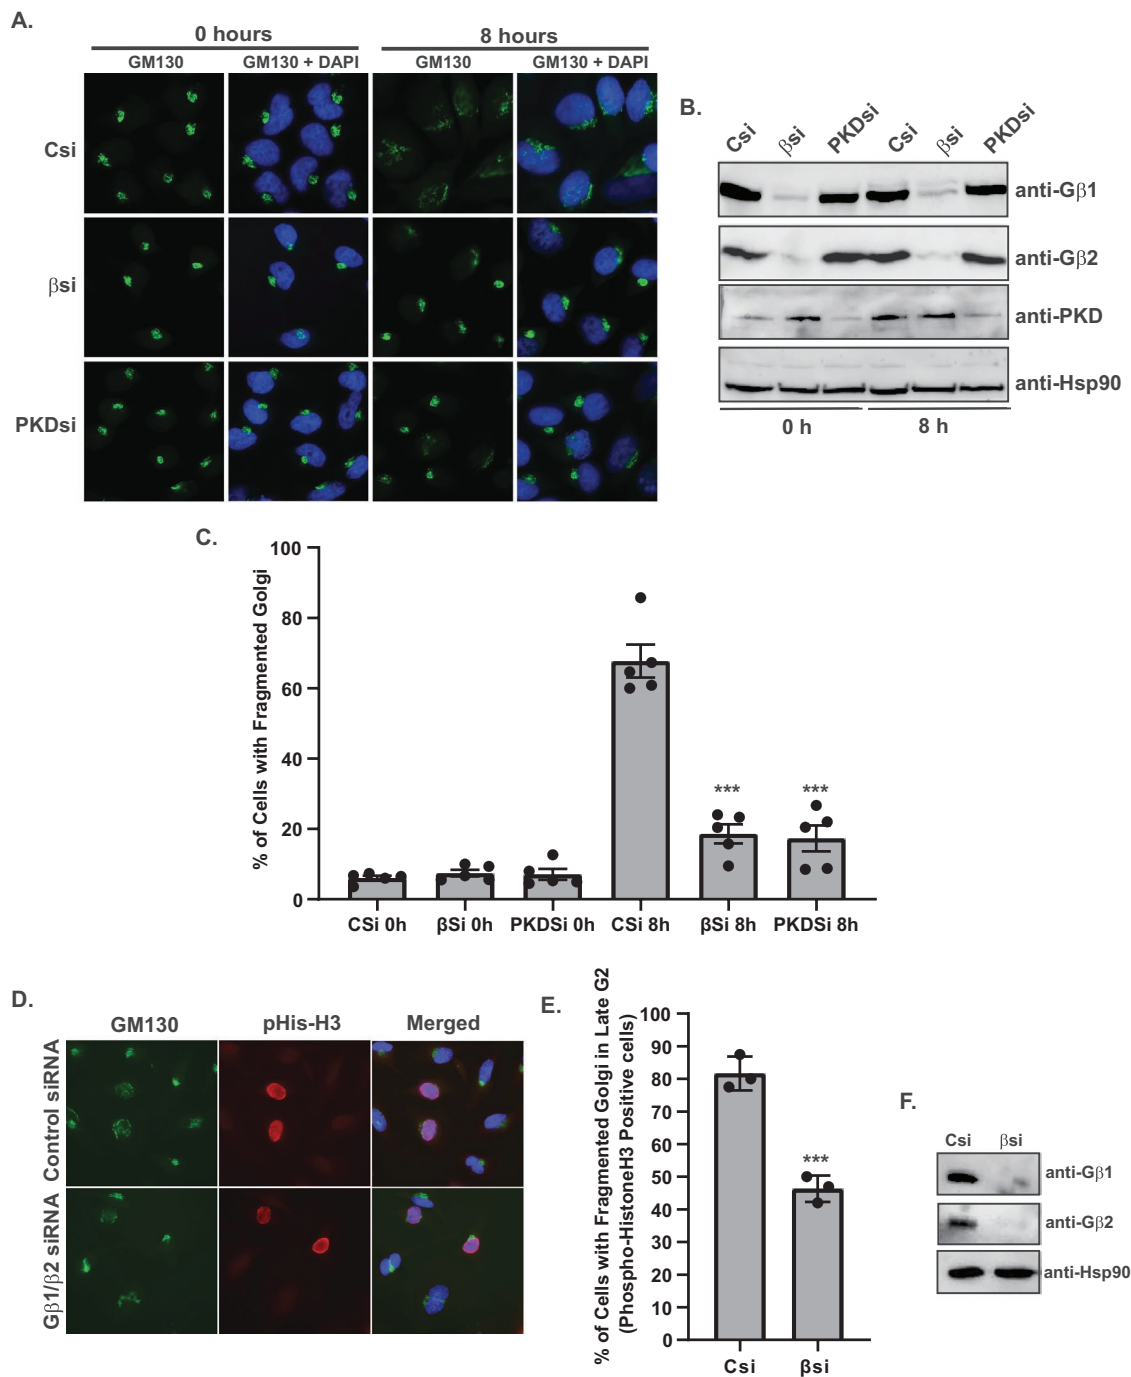 A.
0 hours
8 hours
GM130
GM130 + DAPI
GM130
GM130 + DAPI
Csi
βsi
PKDsi
B.
Csi
βsi
PKDsi
Csi
βsi
PKDsi
anti-Gβ1
anti-Gβ2
anti-PKD
anti-Hsp90
0 h
8 h
C.
% of Cells with Fragmented Golgi
100
80
60
40
20
0
***
***
CSi 0h
βSi 0h
PKDSi 0h
CSi 8h
βSi 8h
PKDSi 8h
D.
GM130
pHis-H3
Merged
Control siRNA
Gβ1/β2 siRNA
E.
% of Cells with Fragmented Golgi in Late G2
(Phospho-HistoneH3 Positive cells)
100
90
80
70
60
50
40
30
20
10
0
***
Csi
βsi
F.
Csi
βsi
anti-Gβ1
anti-Gβ2
anti-Hsp90